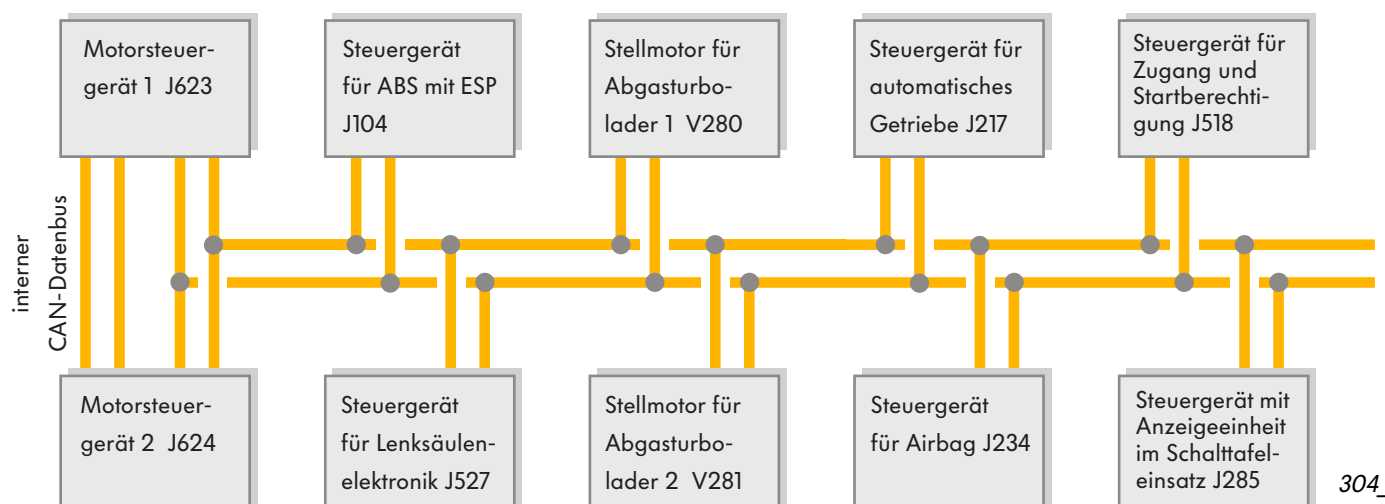 Motorsteuer-
gerät 1 J623
Steuergerät
für ABS mit ESP
J104
Stellmotor für
Abgasturbo-
lader 1 V280
Steuergerät für
automatisches
Getriebe J217
Steuergerät für
Zugang und
Startberechti-
gung J518
interner
CAN-Datenbus
Motorsteuer-
gerät 2 J624
Steuergerät
für Lenksäulen-
elektronik J527
Stellmotor für
Abgasturbo-
lader 2 V281
Steuergerät
für Airbag J234
Steuergerät mit
Anzeigeeinheit
im Schalttafel-
einsatz J285
304_